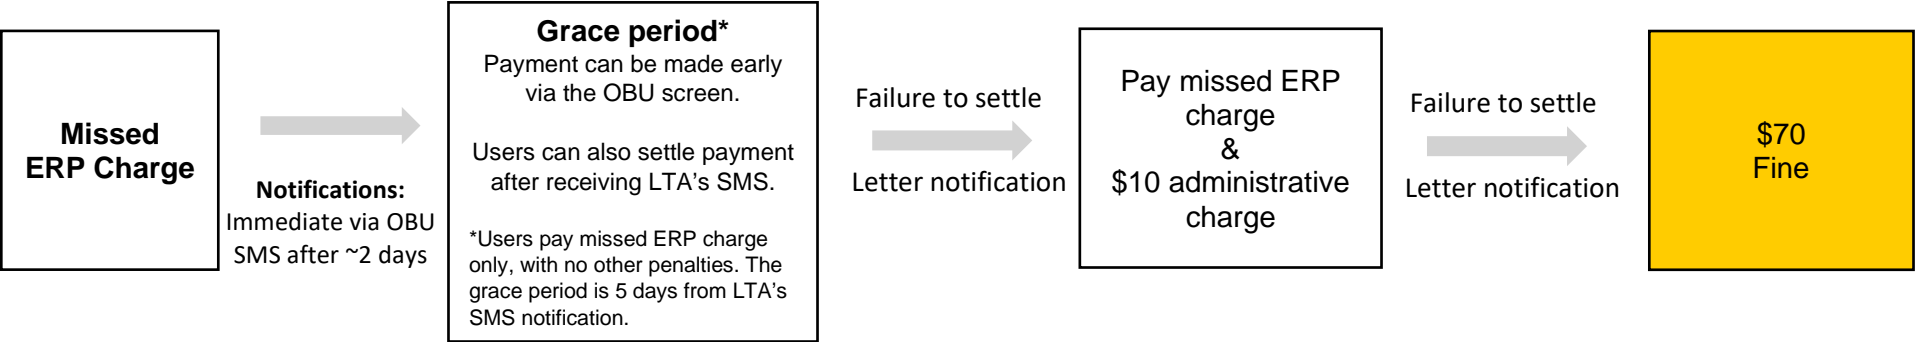 Missed
ERP Charge
Notifications:
Immediate via OBU
SMS after ~2 days
Grace period*
Payment can be made early
via the OBU screen.
Users can also settle payment
after receiving LTA’s SMS.
*Users pay missed ERP charge
only, with no other penalties. The
grace period is 5 days from LTA’s
SMS notification.
Failure to settle
Letter notification
Pay missed ERP
charge
&
$10 administrative
charge
Failure to settle
Letter notification
$70
Fine